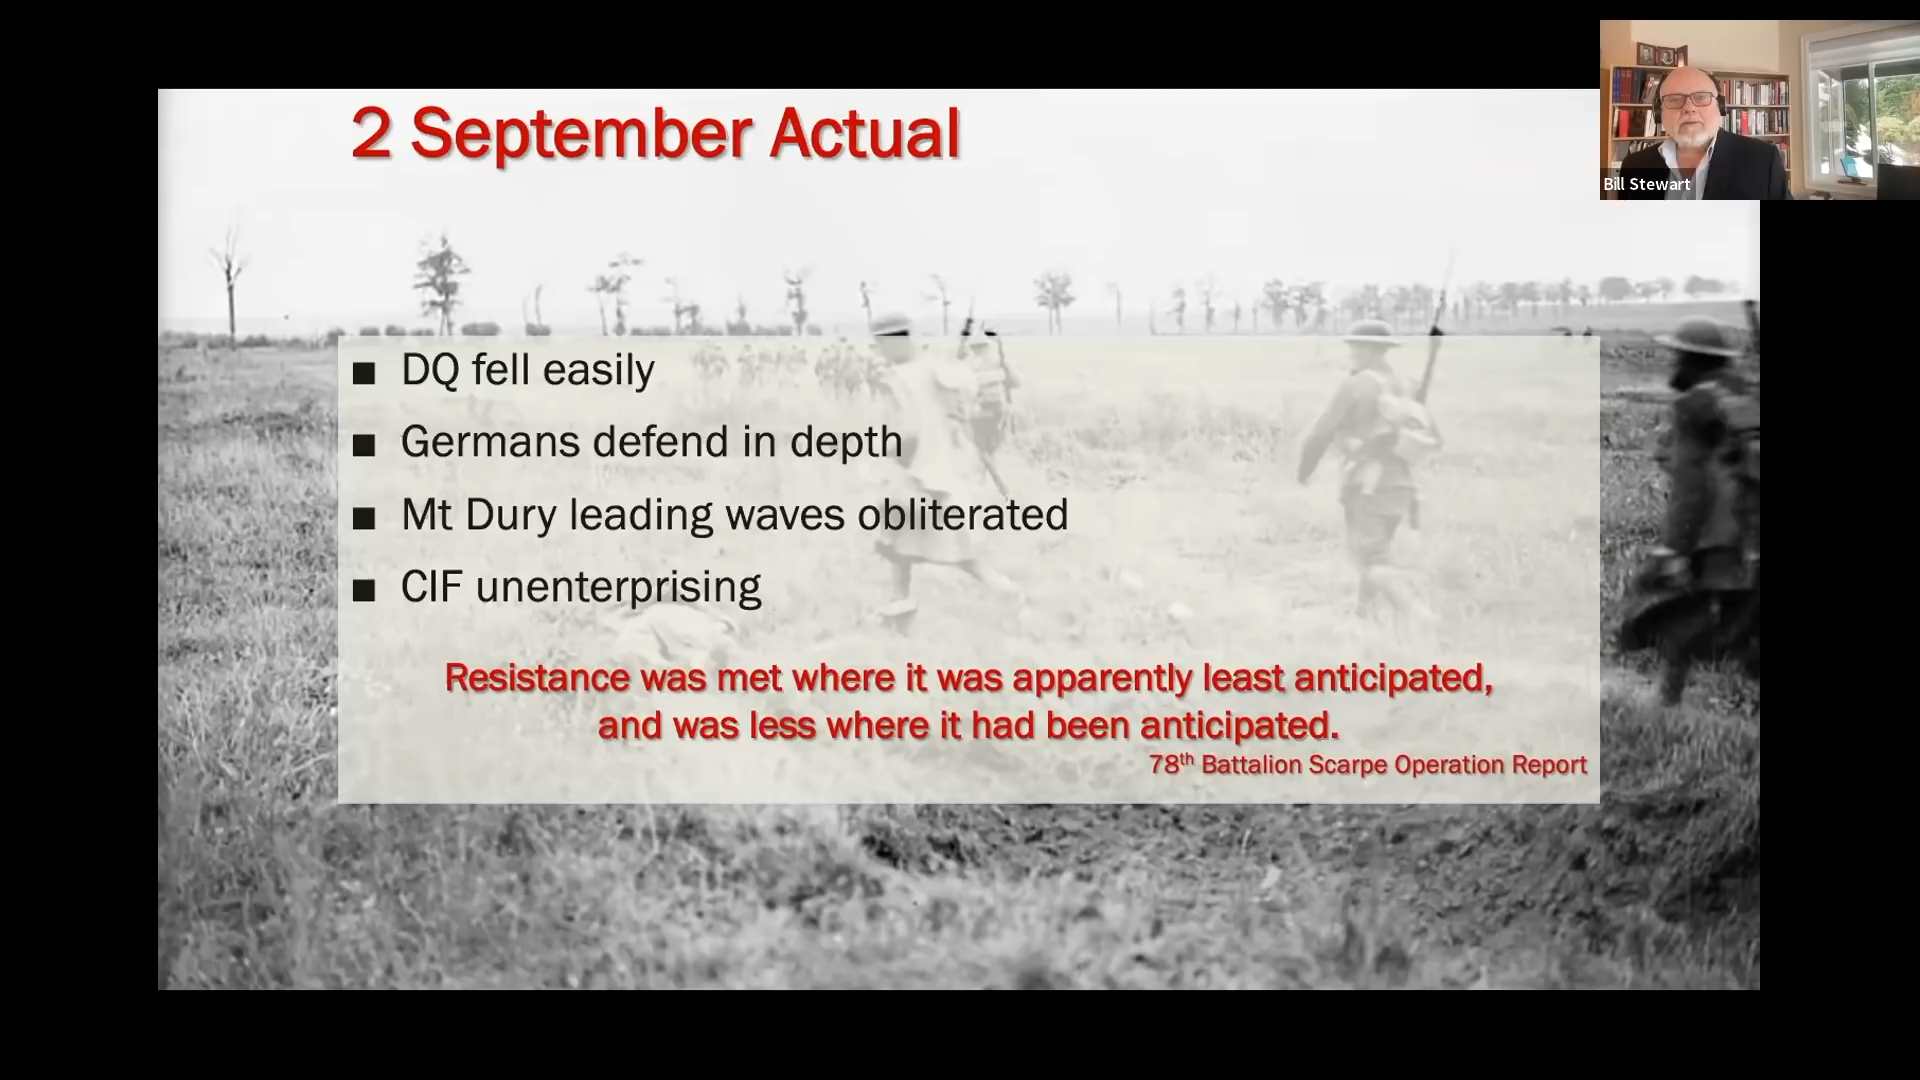 2 September Actual
Bill Stewart
■ DQ fell easily
■ Germans defend in depth
■ Mt Dury leading waves obliterated
■ CIF unenterprising
Resistance was met where it was apparently least anticipated,
and was less where it had been anticipated.
78th Battalion Scarpe Operation Report